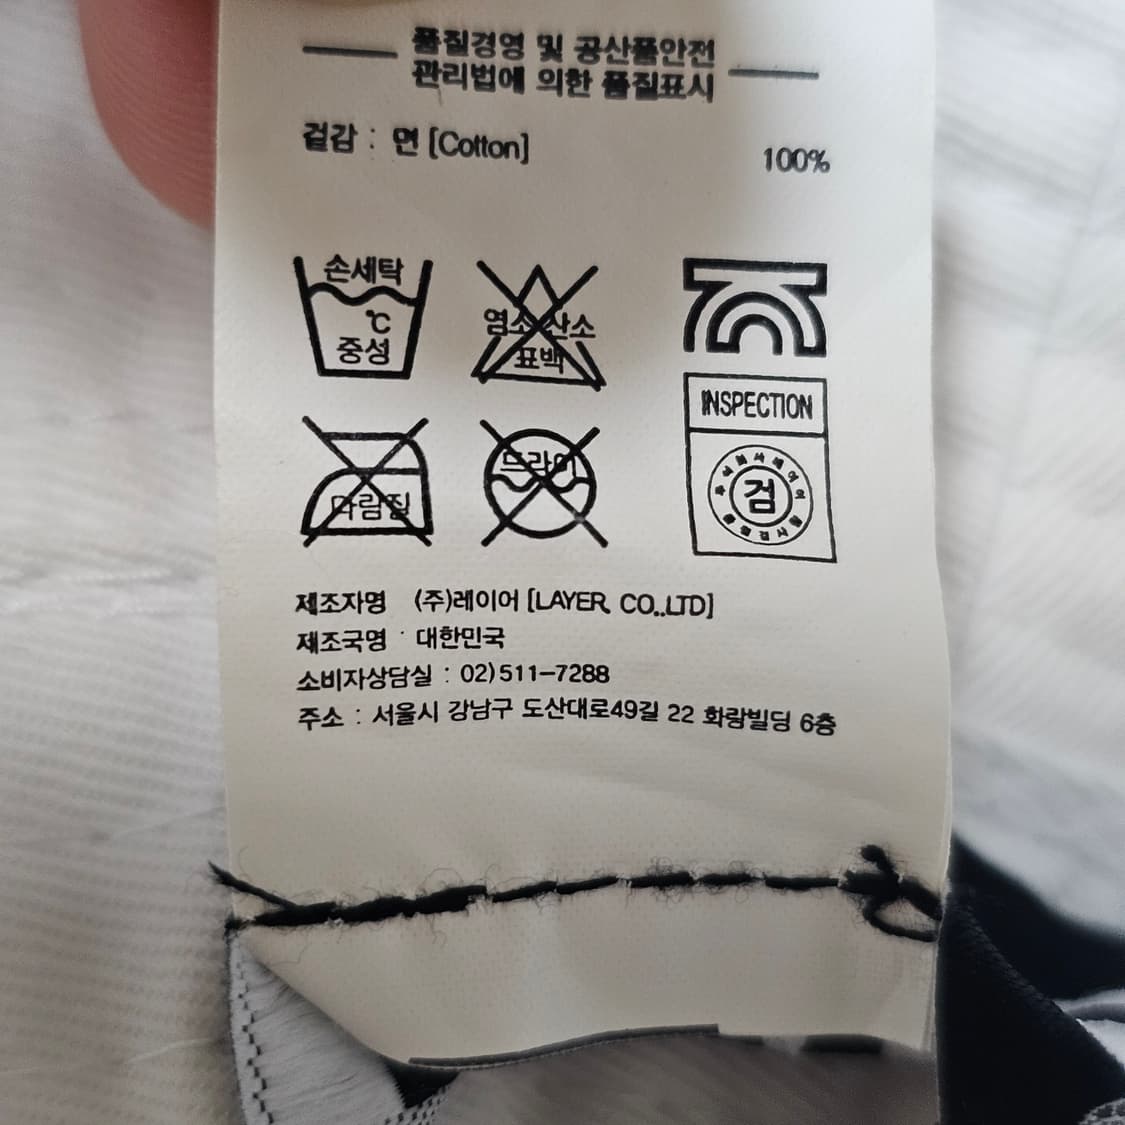 품질경영 및 공산품안전
관리법에 의한 품질표시
겉감 : 면 [Cotton] 100%
손세탁
℃
중성
염소 산소
표백
다림질
드라이
INSPECTION
검
제조자명 (주)레이어 [LAYER CO.,LTD]
제조국명 : 대한민국
소비자상담실 : 02)511-7288
주소 : 서울시 강남구 도산대로49길 22 화랑빌딩 6층